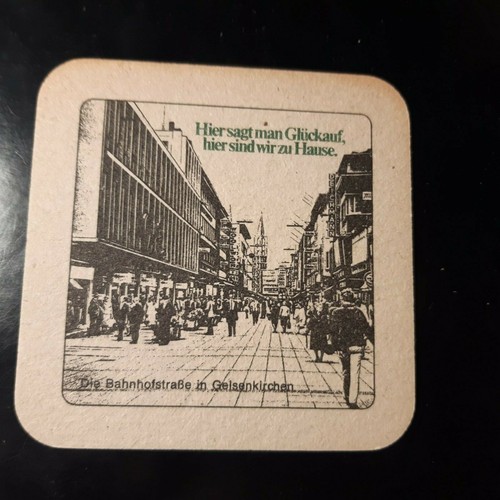 Hier sagt man Glückauf,
hier sind wir zu Hause.
Die Bahnhofstraße in Gelsenkirchen